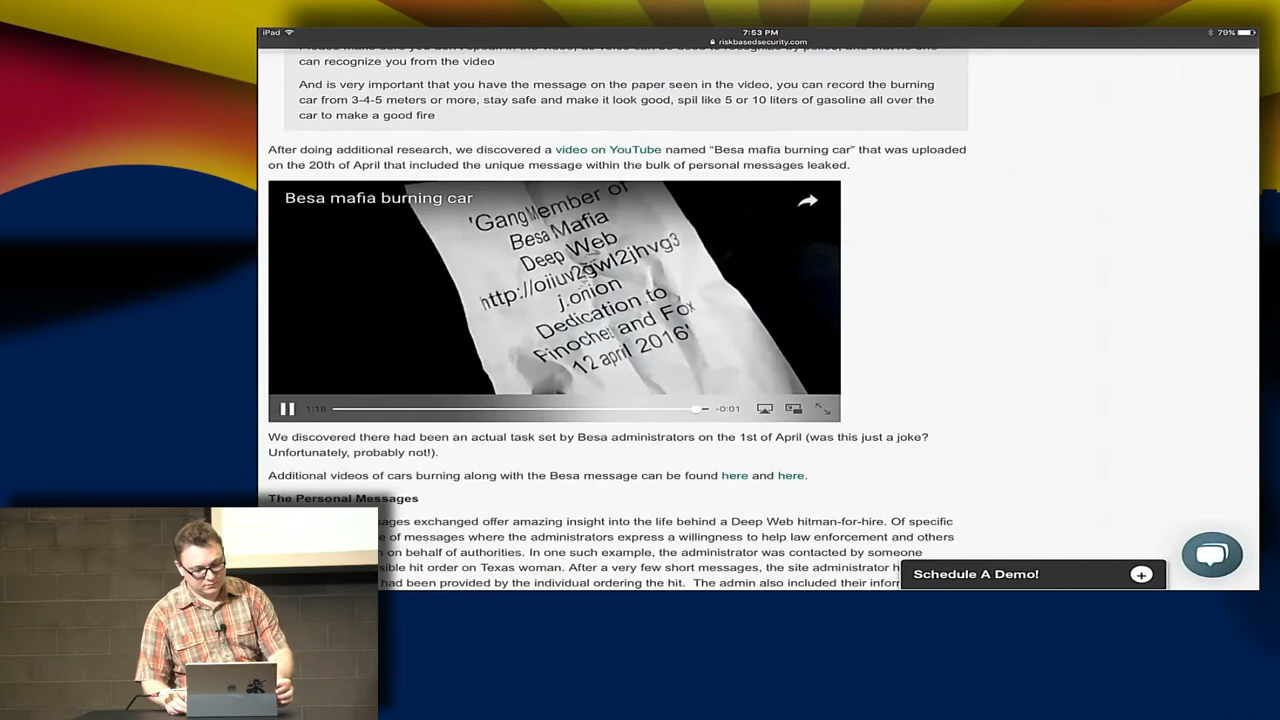 iPad
7:53 PM
79%
riskbasedsecurity.com
recognize you from the video
And is very important that you have the message on the paper seen in the video, you can record the burning
car from 3-4-5 meters or more, stay safe and make it look good, spil like 5 or 10 liters of gasoline all over the
car to make a good fire
After doing additional research, we discovered a video on YouTube named “Besa mafia burning car” that was uploaded
on the 20th of April that included the unique message within the bulk of personal messages leaked.
Besa mafia burning car
'GangMember of
Besa Mafia
Deep Web
http://oiiuv2gwl2jhvg3
j.onion
Dedication to
Pinochet and Fox
12 april 2016'
1:19
-0:01
We discovered there had been an actual task set by Besa administrators on the 1st of April (was this just a joke?
Unfortunately, probably not!).
Additional videos of cars burning along with the Besa message can be found here and here.
The Personal Messages
ages exchanged offer amazing insight into the life behind a Deep Web hitman-for-hire. Of specific
e of messages where the administrators express a willingness to help law enforcement and others
n on behalf of authorities. In one such example, the administrator was contacted by someone
sible hit order on Texas woman. After a very few short messages, the site administrator h
had been provided by the individual ordering the hit. The admin also included their inform
Schedule A Demo!